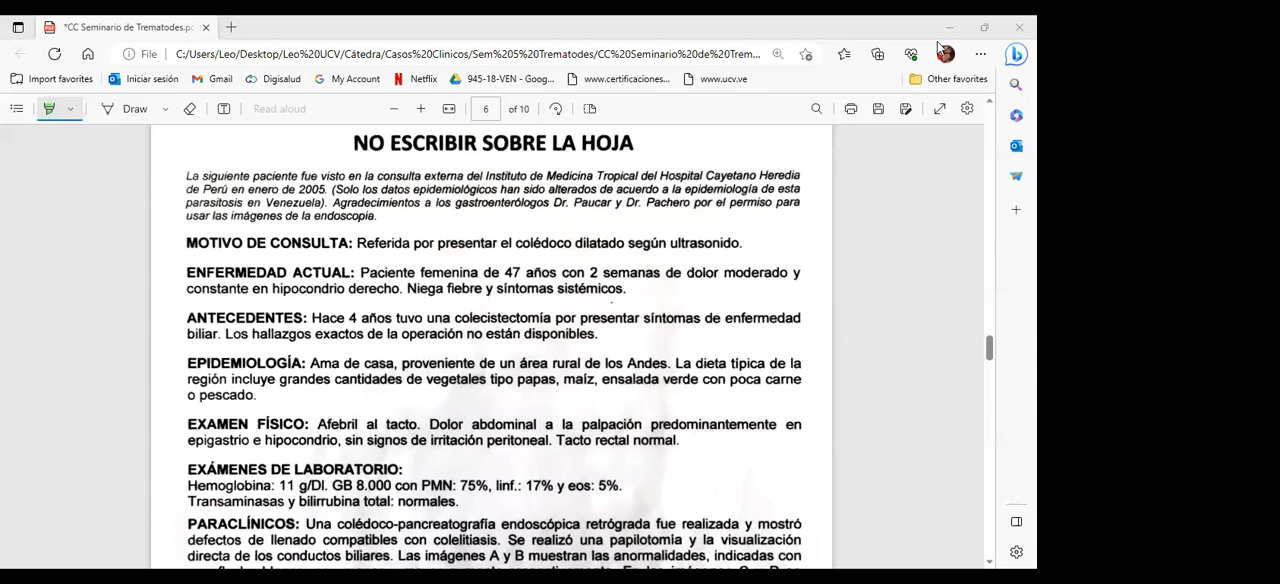 *CC Seminario de Trematodes.pc
File
C:/Users/Leo/Desktop/Leo%20UCV/Cátedra/Casos%20Clinicos/Sem%205%20Trematodes/CC%20Seminario%20de%20Trem...
Import favorites Iniciar sesión Gmail Digisalud My Account Netflix 945-18-VEN - Goog... www.certificaciones... www.ucv.ve Other favorites
Draw Read aloud 6 of 10
NO ESCRIBIR SOBRE LA HOJA
La siguiente paciente fue visto en la consulta externa del Instituto de Medicina Tropical del Hospital Cayetano Heredia
de Perú en enero de 2005. (Solo los datos epidemiológicos han sido alterados de acuerdo a la epidemiología de esta
parasitosis en Venezuela). Agradecimientos a los gastroenterólogos Dr. Paucar y Dr. Pachero por el permiso para
usar las imágenes de la endoscopia.
MOTIVO DE CONSULTA: Referida por presentar el colédoco dilatado según ultrasonido.
ENFERMEDAD ACTUAL: Paciente femenina de 47 años con 2 semanas de dolor moderado y
constante en hipocondrio derecho. Niega fiebre y síntomas sistémicos.
ANTECEDENTES: Hace 4 años tuvo una colecistectomía por presentar síntomas de enfermedad
biliar. Los hallazgos exactos de la operación no están disponibles.
EPIDEMIOLOGÍA: Ama de casa, proveniente de un área rural de los Andes. La dieta típica de la
región incluye grandes cantidades de vegetales tipo papas, maíz, ensalada verde con poca carne
o pescado.
EXAMEN FÍSICO: Afebril al tacto. Dolor abdominal a la palpación predominantemente en
epigastrio e hipocondrio, sin signos de irritación peritoneal. Tacto rectal normal.
EXÁMENES DE LABORATORIO:
Hemoglobina: 11 g/Dl. GB 8.000 con PMN: 75%, linf.: 17% y eos: 5%.
Transaminasas y bilirrubina total: normales.
PARACLÍNICOS: Una colédoco-pancreatografía endoscópica retrógrada fue realizada y mostró
defectos de llenado compatibles con colelitiasis. Se realizó una papilotomía y la visualización
directa de los conductos biliares. Las imágenes A y B muestran las anormalidades, indicadas con